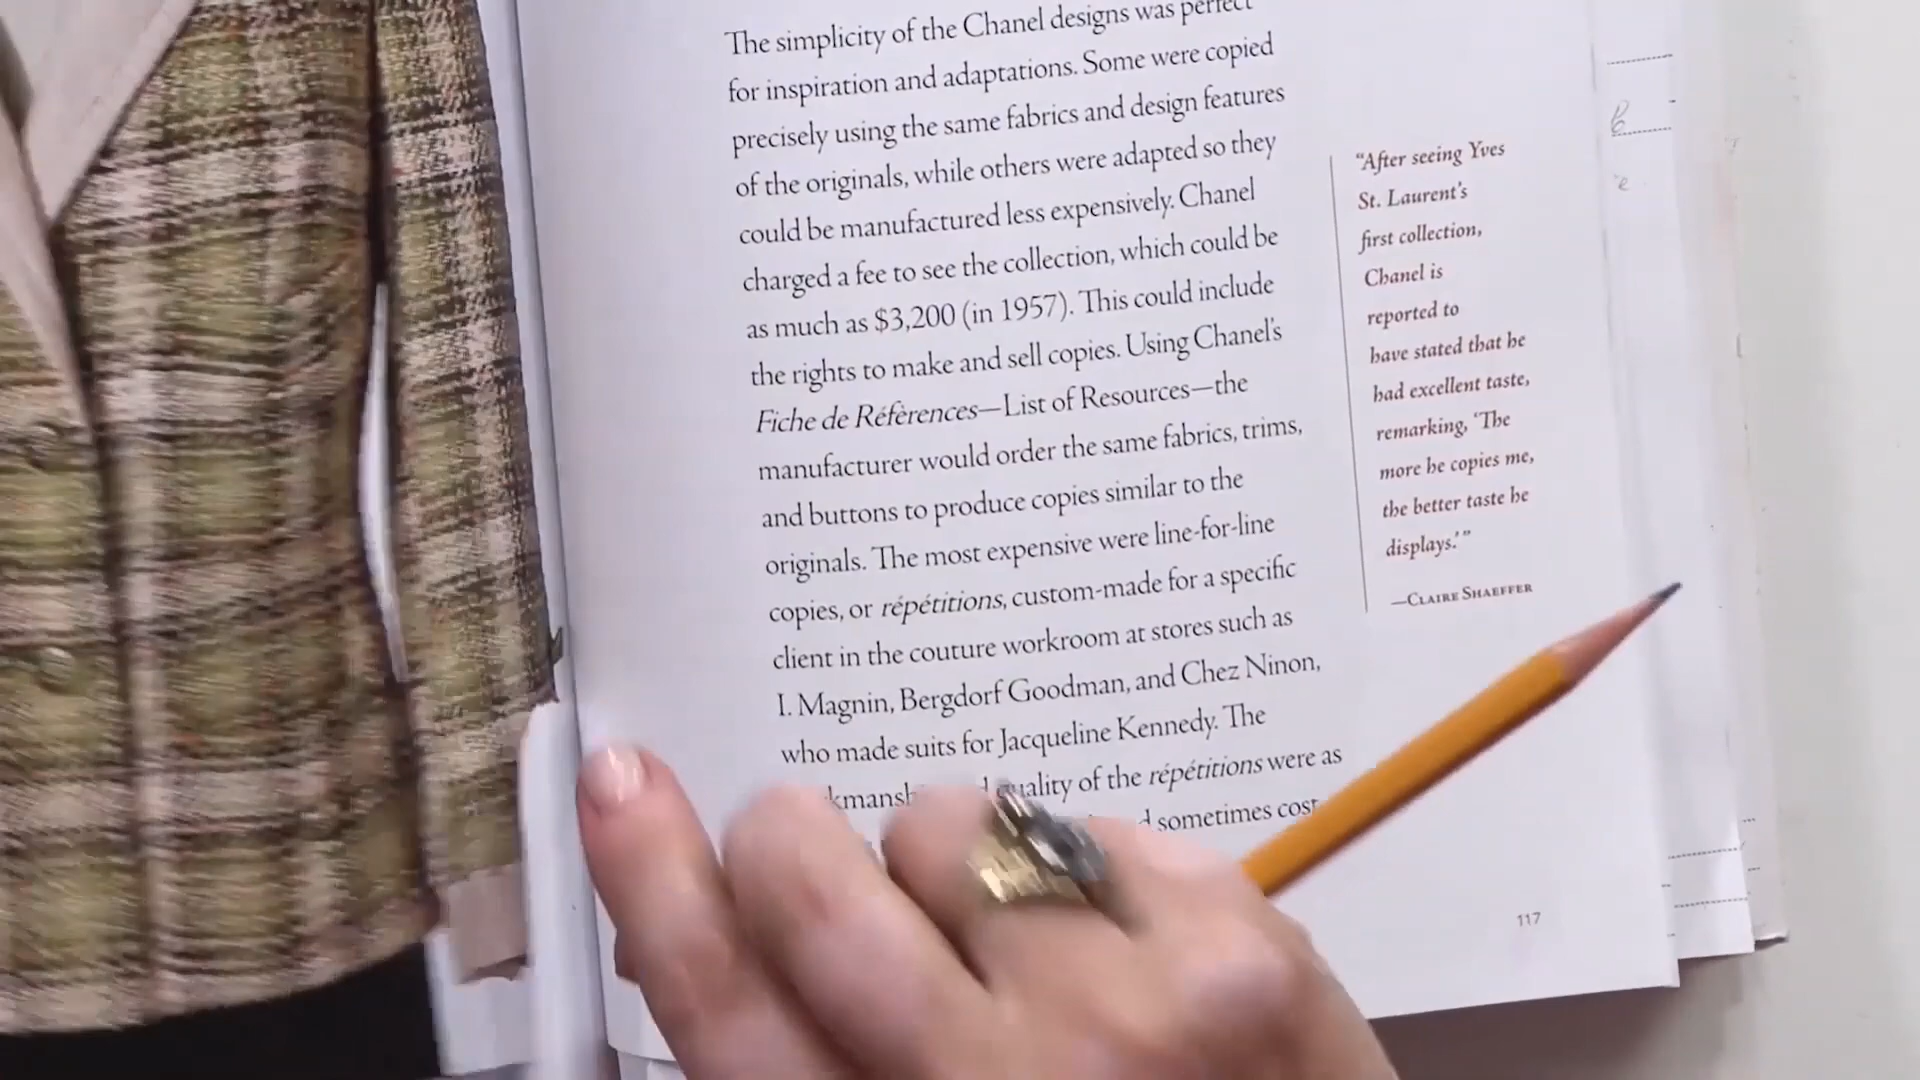 The simplicity of the Chanel designs was perfect
for inspiration and adaptations. Some were copied
precisely using the same fabrics and design features
of the originals, while others were adapted so they
could be manufactured less expensively. Chanel
charged a fee to see the collection, which could be
as much as $3,200 (in 1957). This could include
the rights to make and sell copies. Using Chanel's
Fiche de Références—List of Resources—the
manufacturer would order the same fabrics, trims,
and buttons to produce copies similar to the
originals. The most expensive were line-for-line
copies, or répétitions, custom-made for a specific
client in the couture workroom at stores such as
I. Magnin, Bergdorf Goodman, and Chez Ninon,
who made suits for Jacqueline Kennedy. The
quality of the répétitions were as
sometimes cost
"After seeing Yves
St. Laurent's
first collection,
Chanel is
reported to
have stated that he
had excellent taste,
remarking, 'The
more he copies me,
the better taste he
displays.'"
—Claire Shaeffer
117